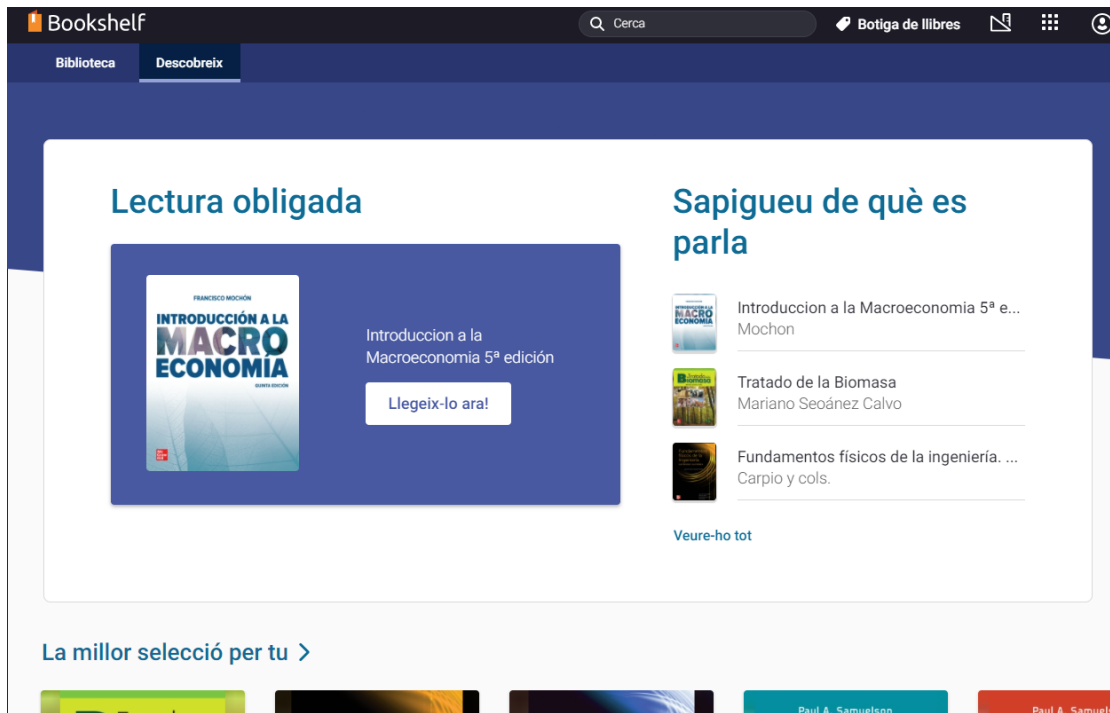 Bookshelf
Cerca
Botiga de llibres
Biblioteca
Descobreix
Lectura obligada
FRANCISCO MOCHÓN
INTRODUCCIÓN A LA
MACRO
ECONOMÍA
QUINTA EDICIÓN
Introduccion a la
Macroeconomia 5ª edición
Llegeix-lo ara!
Sapigueu de què es
parla
Introduccion a la Macroeconomia 5ª e...
Mochon
Tratado de la Biomasa
Mariano Seoánez Calvo
Fundamentos físicos de la ingeniería. ...
Carpio y cols.
Veure-ho tot
La millor selecció per tu
Paul A. Samuelson